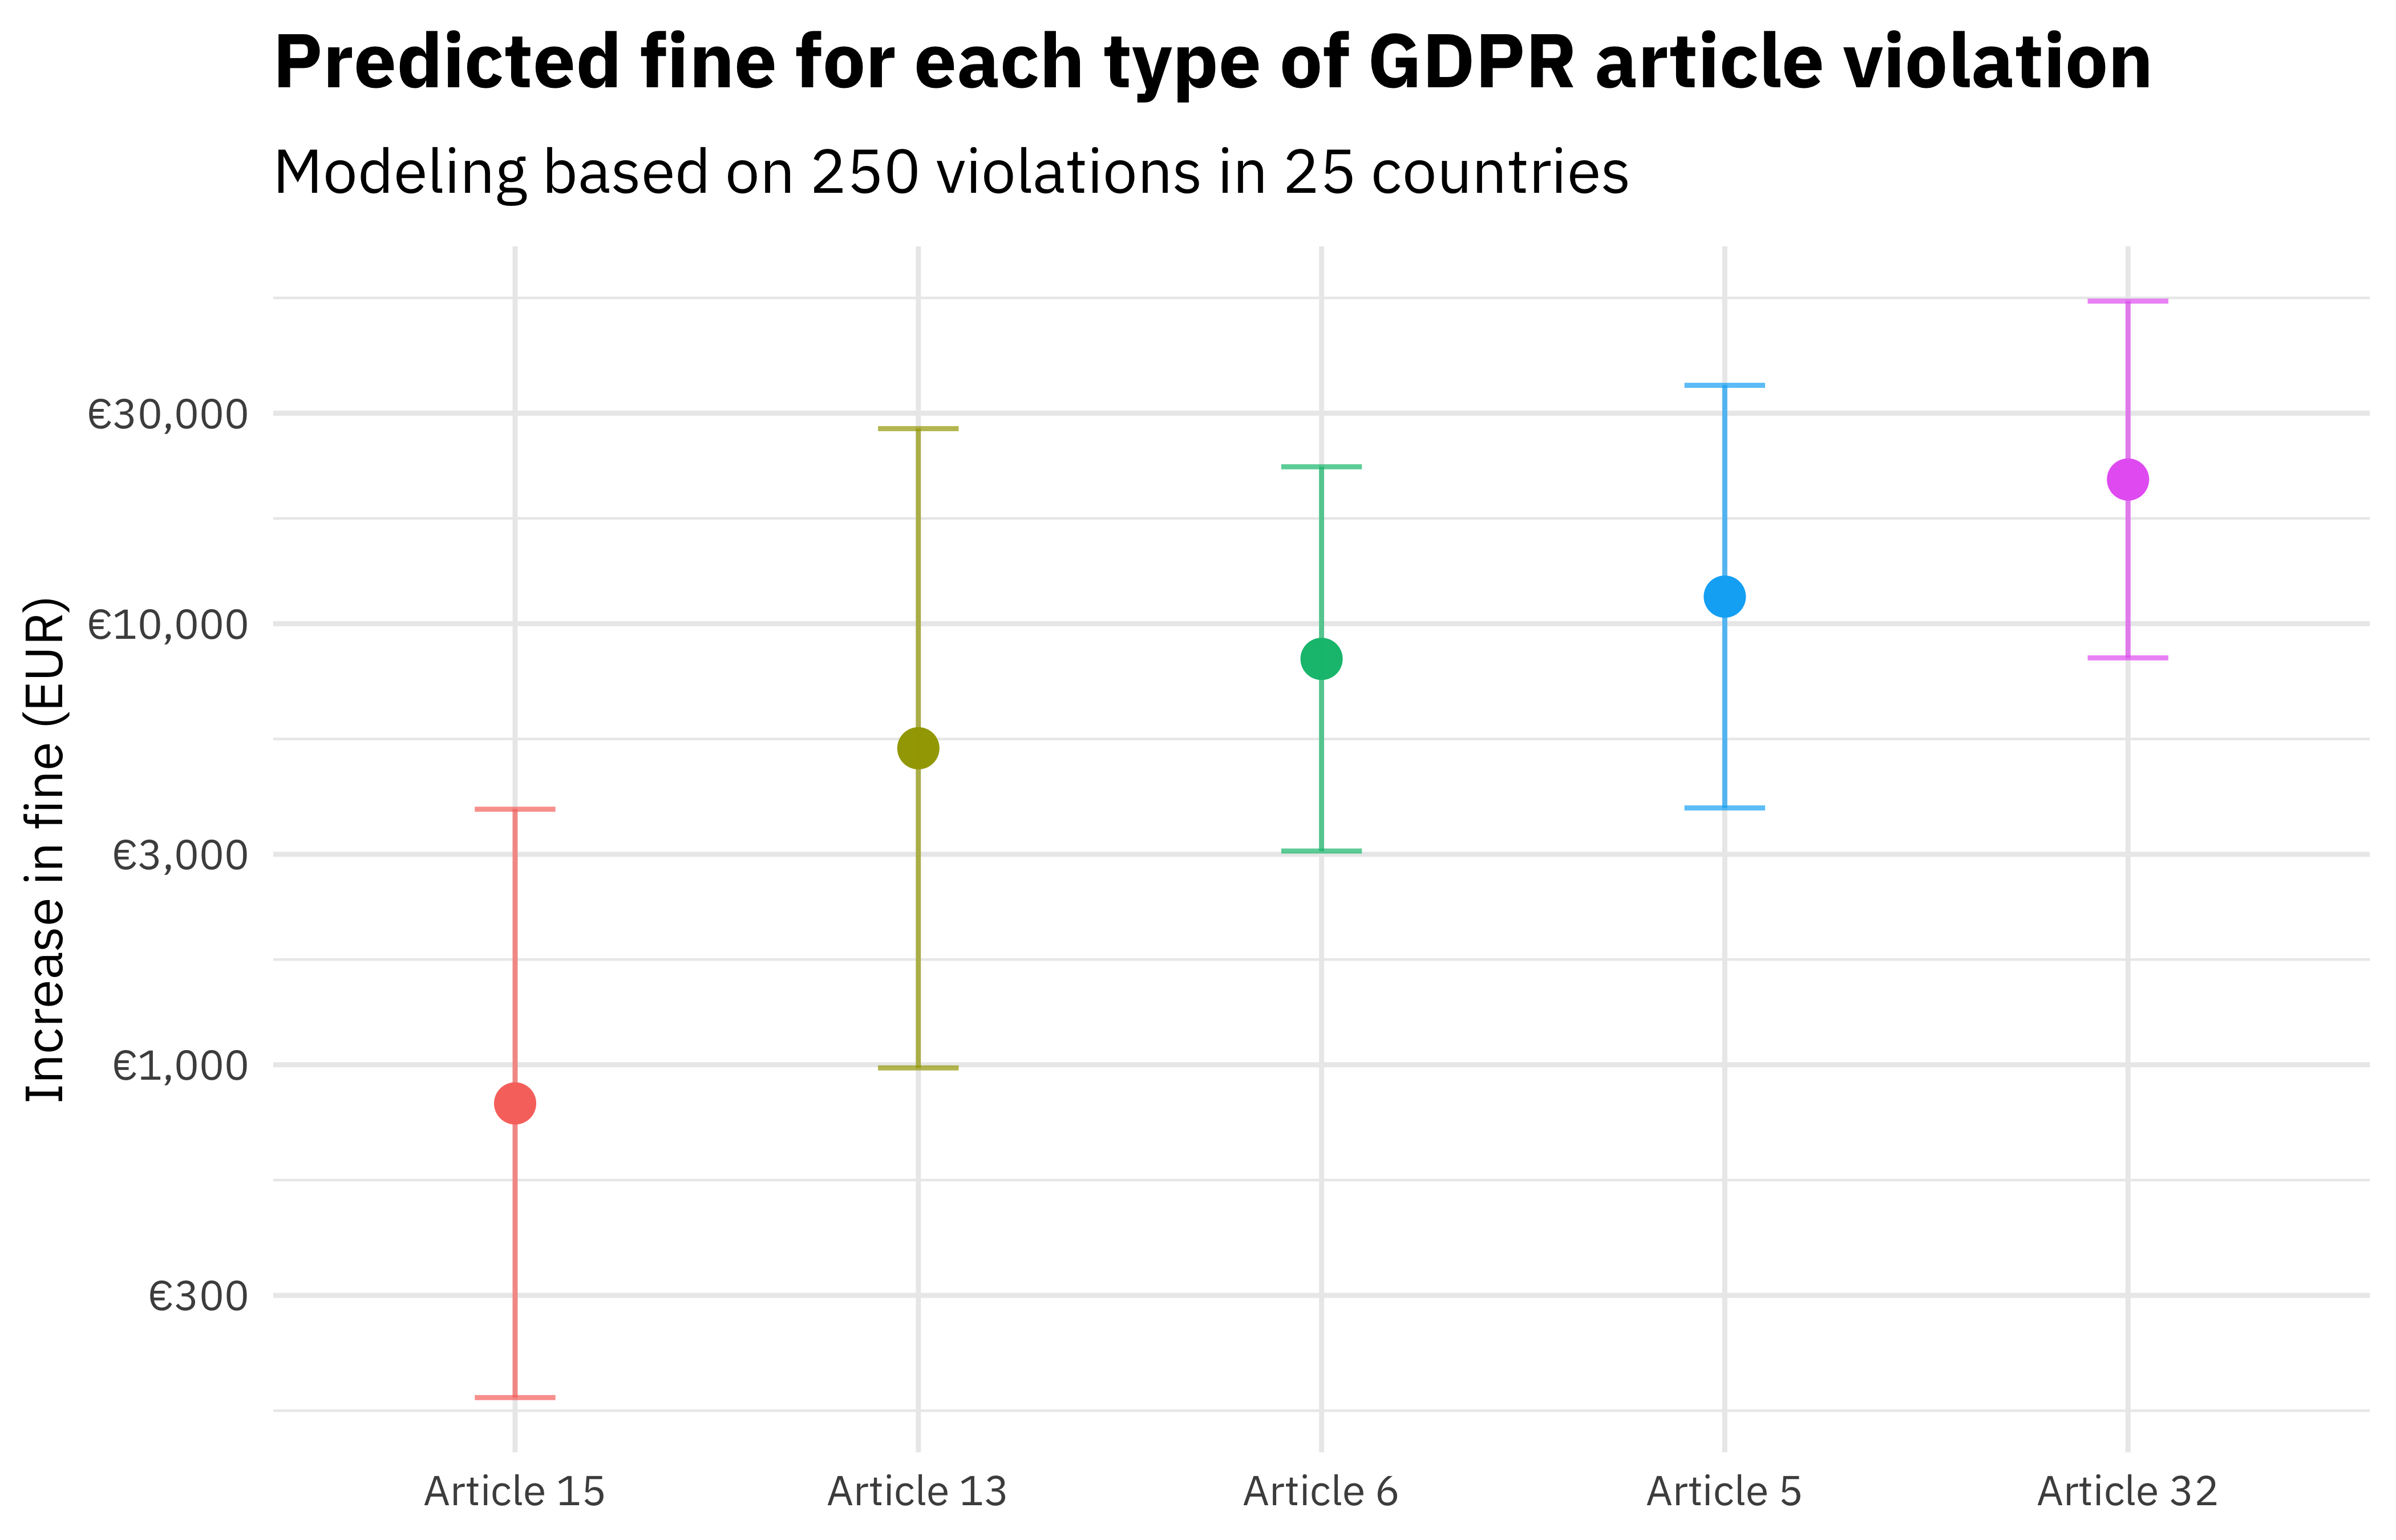 Predicted fine for each type of GDPR article violation
Modeling based on 250 violations in 25 countries
Increase in fine (EUR)
€30,000
€10,000
€3,000
€1,000
€300
Article 15
Article 13
Article 6
Article 5
Article 32